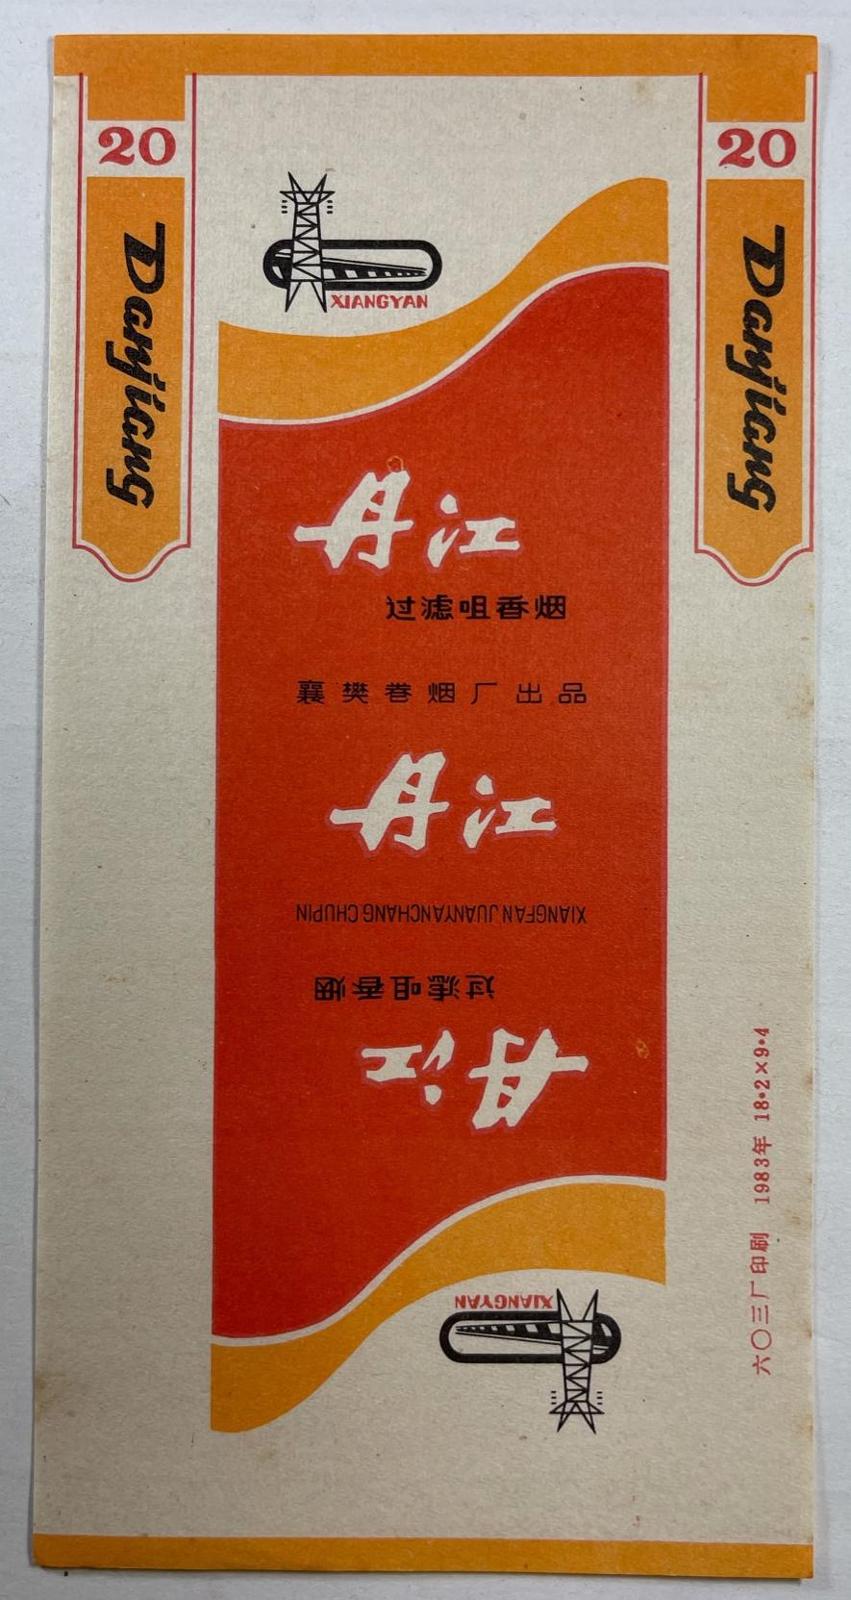 20
Danjiang
20
Danjiang
XIANGYAN
丹江
过滤咀香烟
襄樊卷烟厂出品
丹江
XIANGFAN JUANYANCHANG CHUPIN
过滤咀香烟
丹江
XIANGYAN
六〇三厂印刷 1983年 18·2×9·4